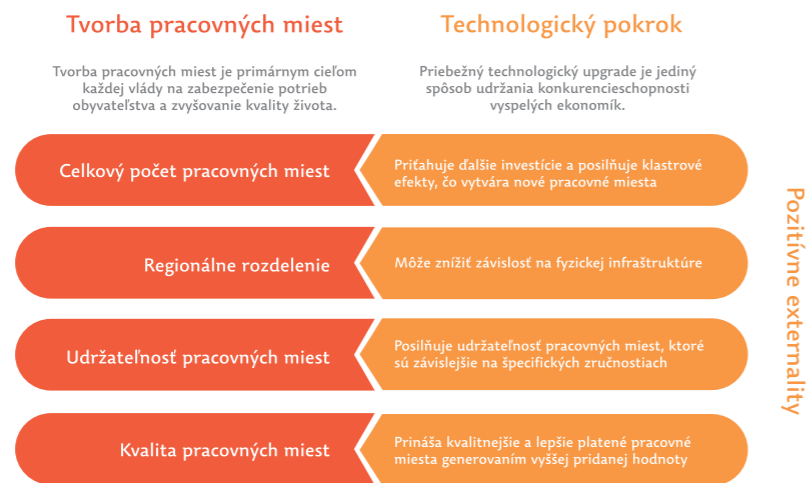 Tvorba pracovných miest
Technologický pokrok
Tvorba pracovných miest je primárnym cieľom
každej vlády na zabezpečenie potrieb
obyvateľstva a zvyšovanie kvality života.
Priebežný technologický upgrade je jediný
spôsob udržania konkurencieschopnosti
vyspelých ekonomík.
Celkový počet pracovných miest
Priťahuje ďalšie investície a posilňuje klastrové
efekty, čo vytvára nové pracovné miesta
Regionálne rozdelenie
Môže znížiť závislosť na fyzickej infraštruktúre
Udržateľnosť pracovných miest
Posilňuje udržateľnosť pracovných miest, ktoré
sú závislejšie na špecifických zručnostiach
Kvalita pracovných miest
Prináša kvalitnejšie a lepšie platené pracovné
miesta generovaním vyššej pridanej hodnoty
Pozitívne externality